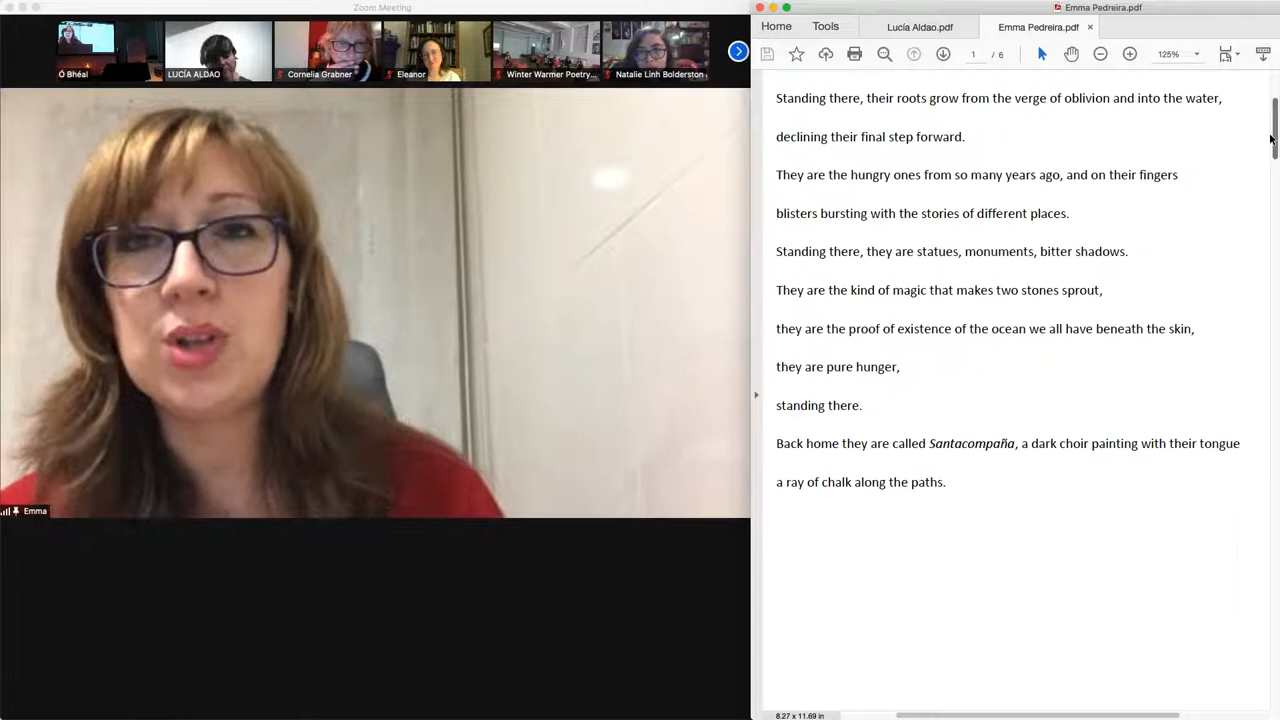 Zoom Meeting
Emma Pedreira.pdf
Home
Tools
Lucía Aldao.pdf
Emma Pedreira.pdf
1 / 6
125%
Ó Bhéal
LUCÍA ALDAO
Cornelia Grabner
Eleanor
Winter Warmer Poetry...
Natalie Linh Bolderston
Standing there, their roots grow from the verge of oblivion and into the water,
declining their final step forward.
They are the hungry ones from so many years ago, and on their fingers
blisters bursting with the stories of different places.
Standing there, they are statues, monuments, bitter shadows.
They are the kind of magic that makes two stones sprout,
they are the proof of existence of the ocean we all have beneath the skin,
they are pure hunger,
standing there.
Back home they are called Santacompaña, a dark choir painting with their tongue
a ray of chalk along the paths.
Emma
8.27 x 11.69 in